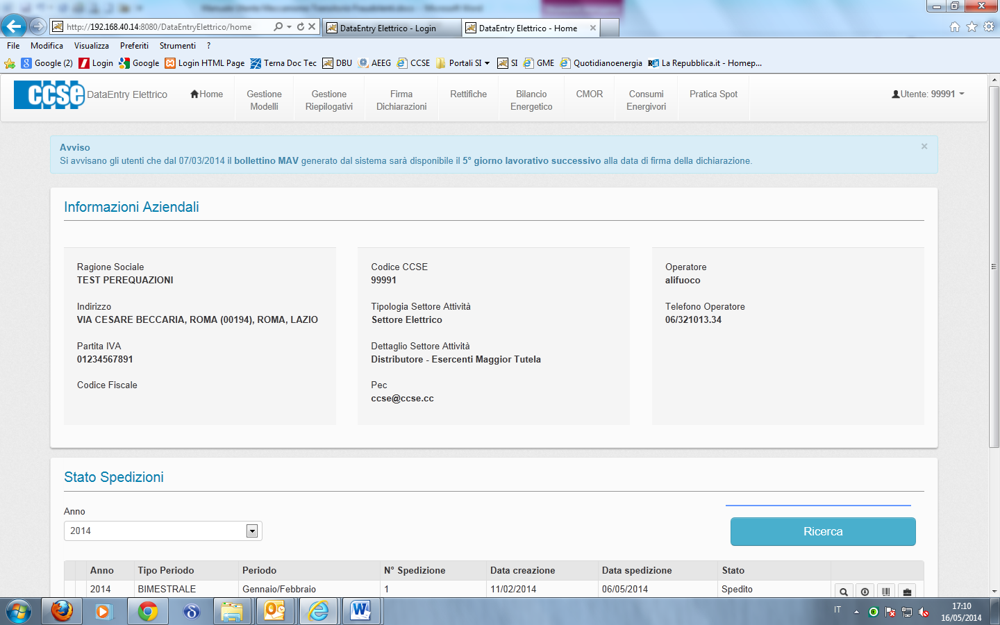 Manuale Utente Meccanismo Transitorio Fraudolenti.docx - Microsoft Word
http://192.168.40.14:8080/DataEntryElettrico/home
DataEntry Elettrico - Login
DataEntry Elettrico - Home
File Modifica Visualizza Preferiti Strumenti ?
Google (2) Login Google Login HTML Page Terna Doc Tec DBU AEEG CCSE Portali SI SI GME Quotidianoenergia La Repubblica.it - Homep...
ccse DataEntry Elettrico
Home
Gestione
Modelli
Gestione
Riepilogativi
Firma
Dichiarazioni
Rettifiche
Bilancio
Energetico
CMOR
Consumi
Energivori
Pratica Spot
Utente: 99991
Avviso ×
Si avvisano gli utenti che dal 07/03/2014 il bollettino MAV generato dal sistema sarà disponibile il 5° giorno lavorativo successivo alla data di firma della dichiarazione.
Informazioni Aziendali
Ragione Sociale
TEST PEREQUAZIONI
Indirizzo
VIA CESARE BECCARIA, ROMA (00194), ROMA, LAZIO
Partita IVA
01234567891
Codice Fiscale
Codice CCSE
99991
Tipologia Settore Attività
Settore Elettrico
Dettaglio Settore Attività
Distributore - Esercenti Maggior Tutela
Pec
ccse@ccse.cc
Operatore
alifuoco
Telefono Operatore
06/321013.34
Stato Spedizioni
Anno
2014
Ricerca
Anno Tipo Periodo Periodo N° Spedizione Data creazione Data spedizione Stato
2014 BIMESTRALE Gennaio/Febbraio 1 11/02/2014 06/05/2014 Spedito
IT
17:10
16/05/2014